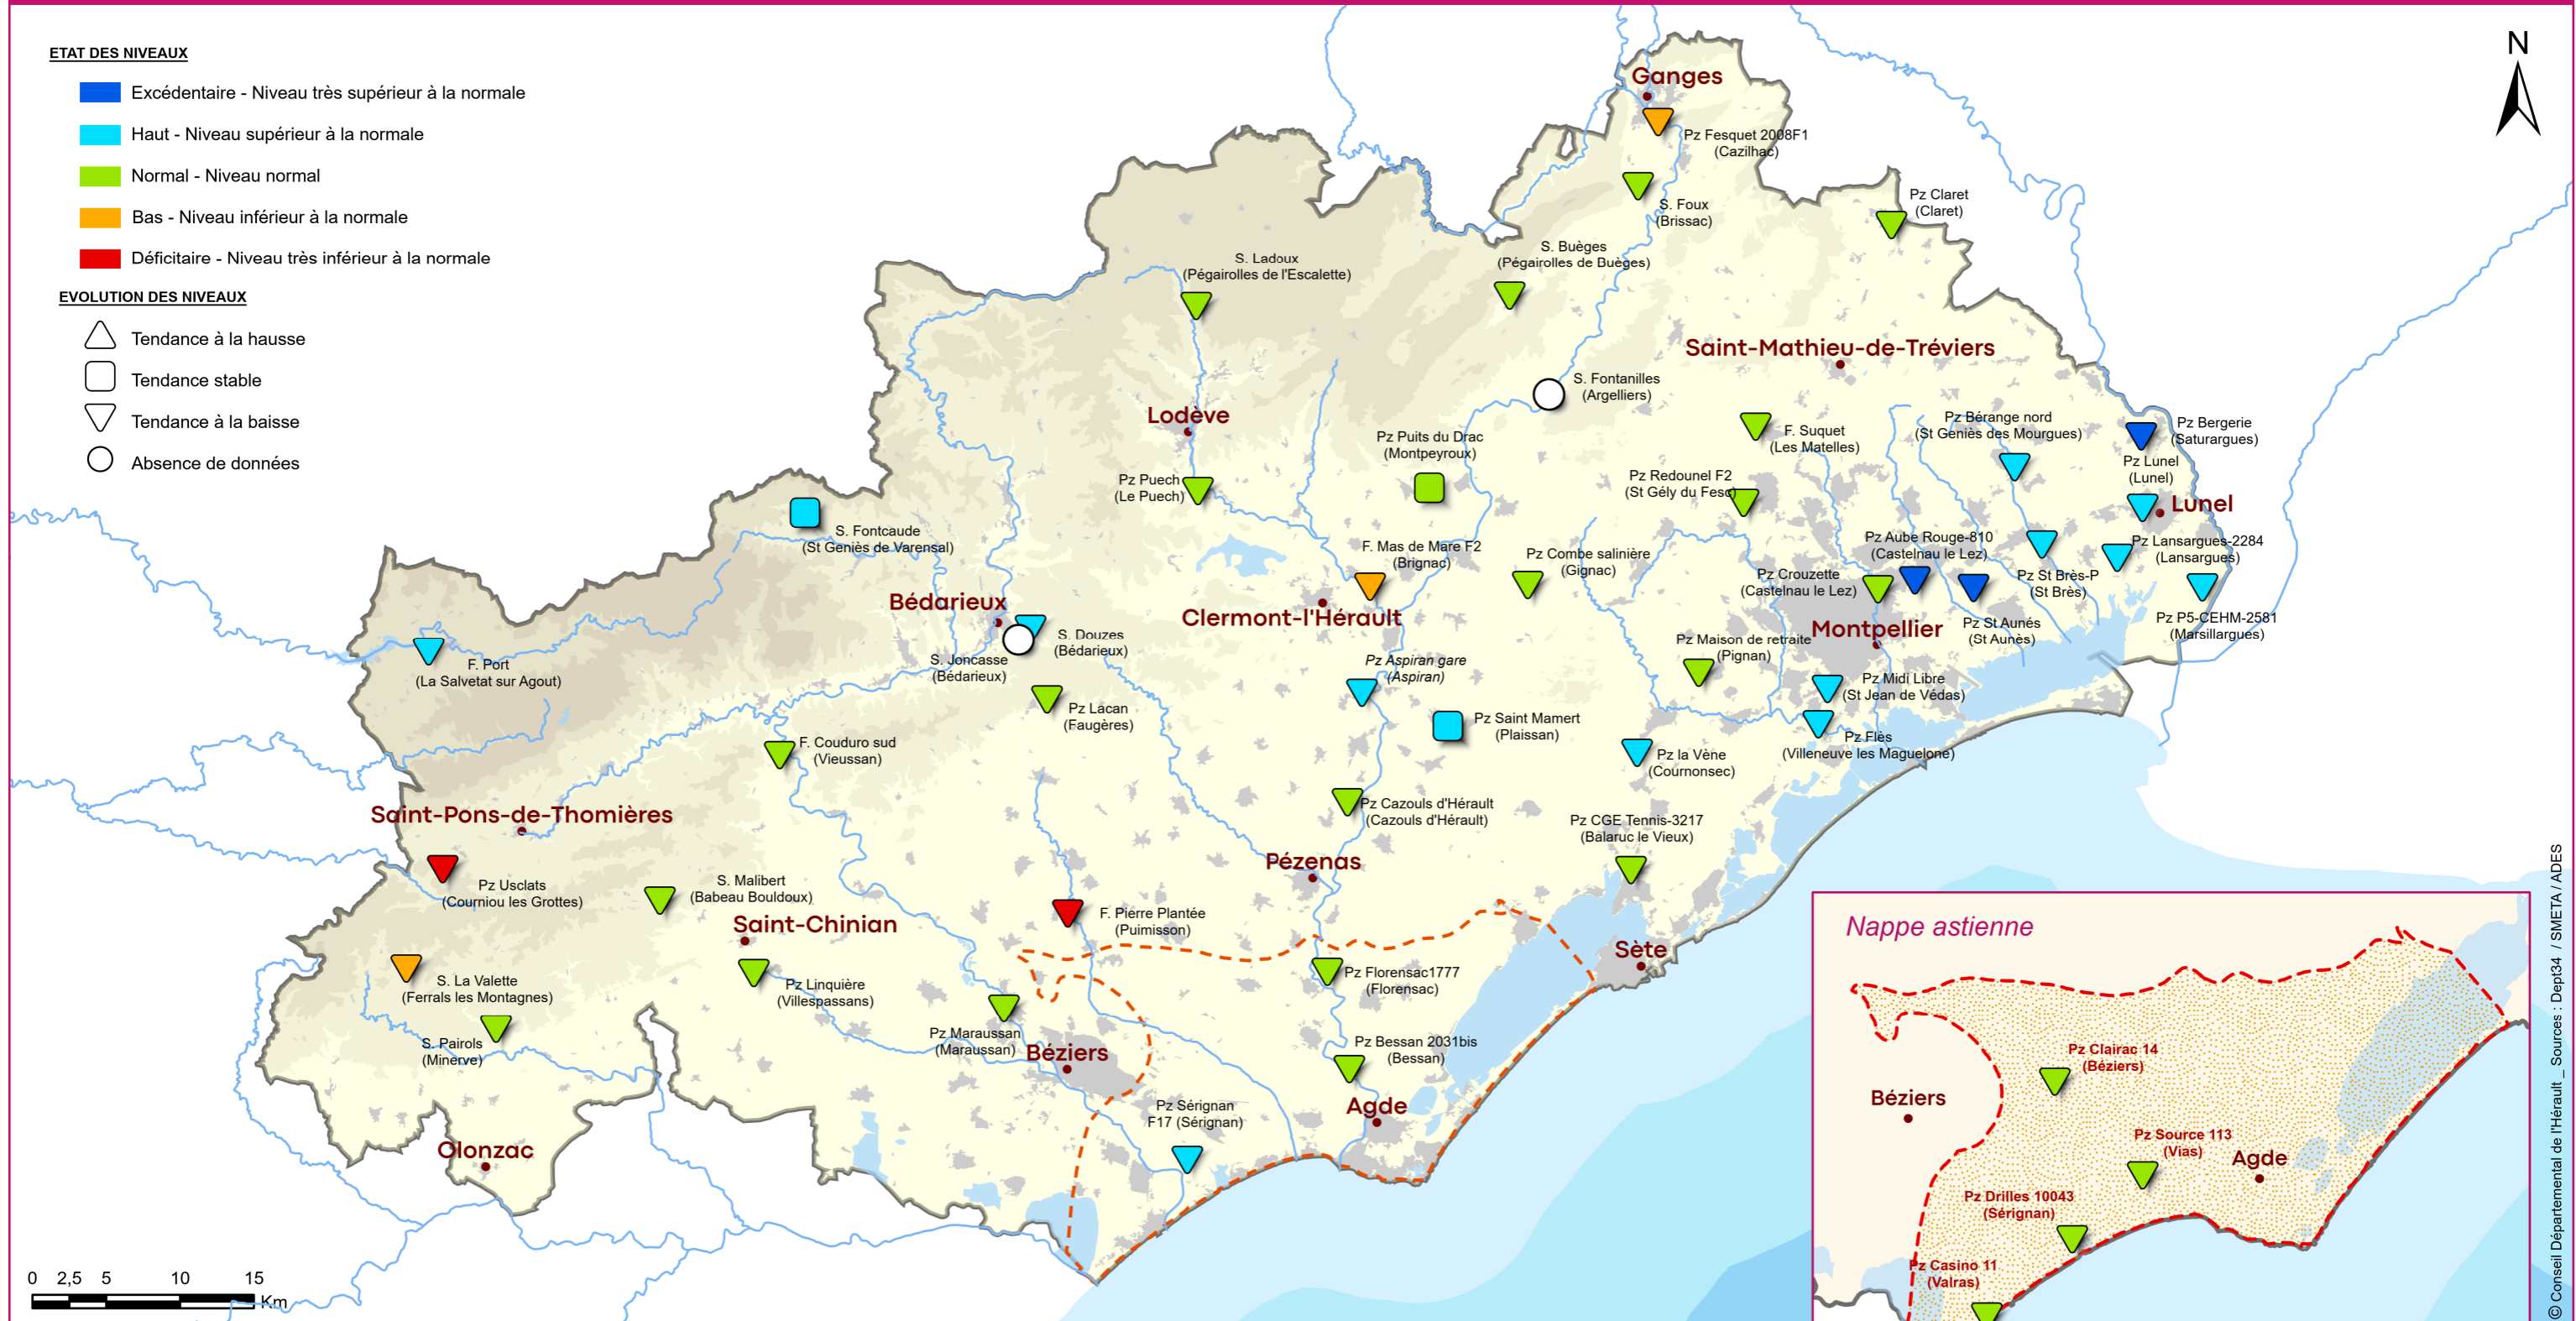 ETAT DES NIVEAUX
Excédentaire - Niveau très supérieur à la normale
Haut - Niveau supérieur à la normale
Normal - Niveau normal
Bas - Niveau inférieur à la normale
Déficitaire - Niveau très inférieur à la normale
EVOLUTION DES NIVEAUX
Tendance à la hausse
Tendance stable
Tendance à la baisse
Absence de données
N
Ganges
Pz Fesquet 2008F1
(Cazilhac)
S. Foux
(Brissac)
Pz Claret
(Claret)
S. Buèges
(Pégairolles de Buèges)
S. Ladoux
(Pégairolles de l'Escalette)
Saint-Mathieu-de-Tréviers
S. Fontanilles
(Argelliers)
Lodève
Pz Puits du Drac
(Montpeyroux)
F. Suquet
(Les Matelles)
Pz Bérange nord
(St Geniès des Mourgues)
Pz Bergerie
(Saturargues)
Pz Lunel
(Lunel)
Lunel
Pz Puech
(Le Puech)
Pz Redounel F2
(St Gély du Fesc)
S. Fontcaude
(St Geniès de Varensal)
F. Mas de Mare F2
(Brignac)
Pz Combe salinière
(Gignac)
Pz Aube Rouge-810
(Castelnau le Lez)
Pz Lansargues-2284
(Lansargues)
Pz Crouzette
(Castelnau le Lez)
Pz St Brès-P
(St Brès)
Bédarieux
Clermont-l'Hérault
Montpellier
Pz St Aunés
(St Aunès)
Pz P5-CEHM-2581
(Marsillargues)
S. Douzes
(Bédarieux)
S. Joncasse
(Bédarieux)
Pz Maison de retraite
(Pignan)
F. Port
(La Salvetat sur Agout)
Pz Aspiran gare
(Aspiran)
Pz Midi Libre
(St Jean de Védas)
Pz Lacan
(Faugères)
Pz Saint Mamert
(Plaissan)
Pz Flès
(Villeneuve les Maguelone)
F. Couduro sud
(Vieussan)
Pz la Vène
(Cournonsec)
Saint-Pons-de-Thomières
Pz Cazouls d'Hérault
(Cazouls d'Hérault)
Pz CGE Tennis-3217
(Balaruc le Vieux)
Pézenas
Pz Usclats
(Courniou les Grottes)
S. Malibert
(Babeau Bouldoux)
Saint-Chinian
F. Pierre Plantée
(Puimisson)
Sète
S. La Valette
(Ferrals les Montagnes)
Pz Linquière
(Villespassans)
Pz Florensac1777
(Florensac)
S. Pairols
(Minerve)
Pz Maraussan
(Maraussan)
Béziers
Pz Bessan 2031bis
(Bessan)
Pz Sérignan
F17 (Sérignan)
Agde
Olonzac
0 2,5 5 10 15
Km
Nappe astienne
Pz Clairac 14
(Béziers)
Béziers
Pz Source 113
(Vias)
Agde
Pz Drilles 10043
(Sérignan)
Pz Casino 11
(Valras)
© Conseil Départemental de l'Hérault _ Sources : Dept34 / SMETA / ADES